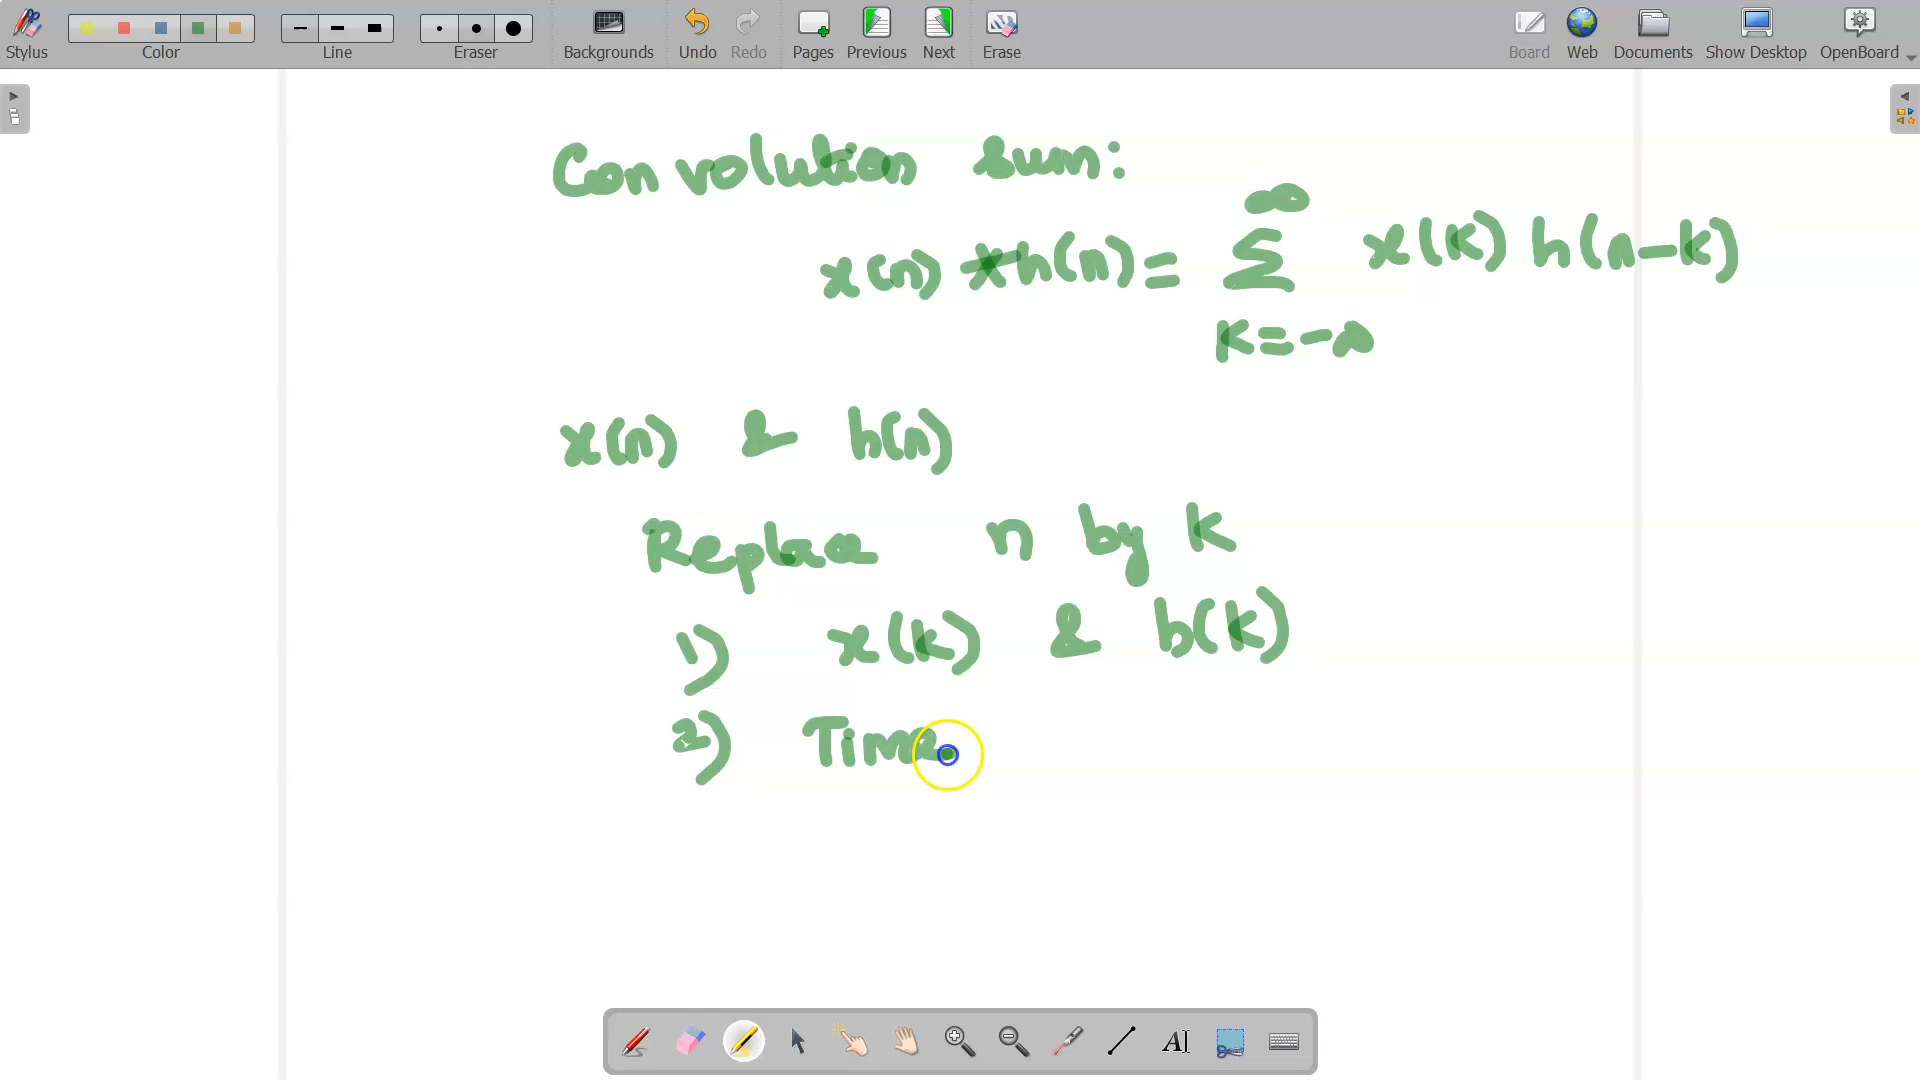 Stylus Color Line Eraser Backgrounds Undo Redo Pages Previous Next Erase Board Web Documents Show Desktop OpenBoard
Convolution sum:
x(n) * h(n) = ∞ Σ k=-∞ x(k) h(n-k)
x(n) & h(n)
Replace n by k
1) x(k) & h(k)
2) Time